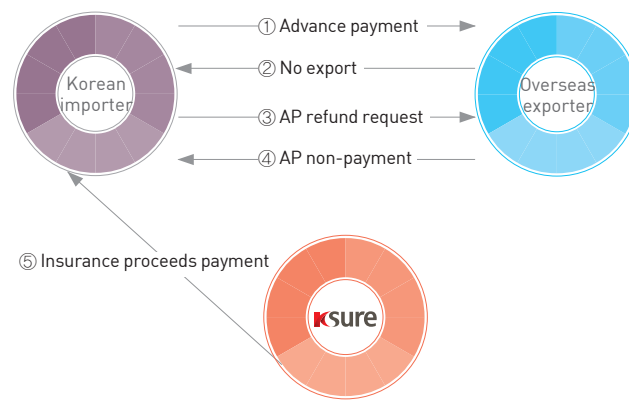 ① Advance payment
② No export
Korean
importer
Overseas
exporter
③ AP refund request
④ AP non-payment
⑤ Insurance proceeds payment
Ksure